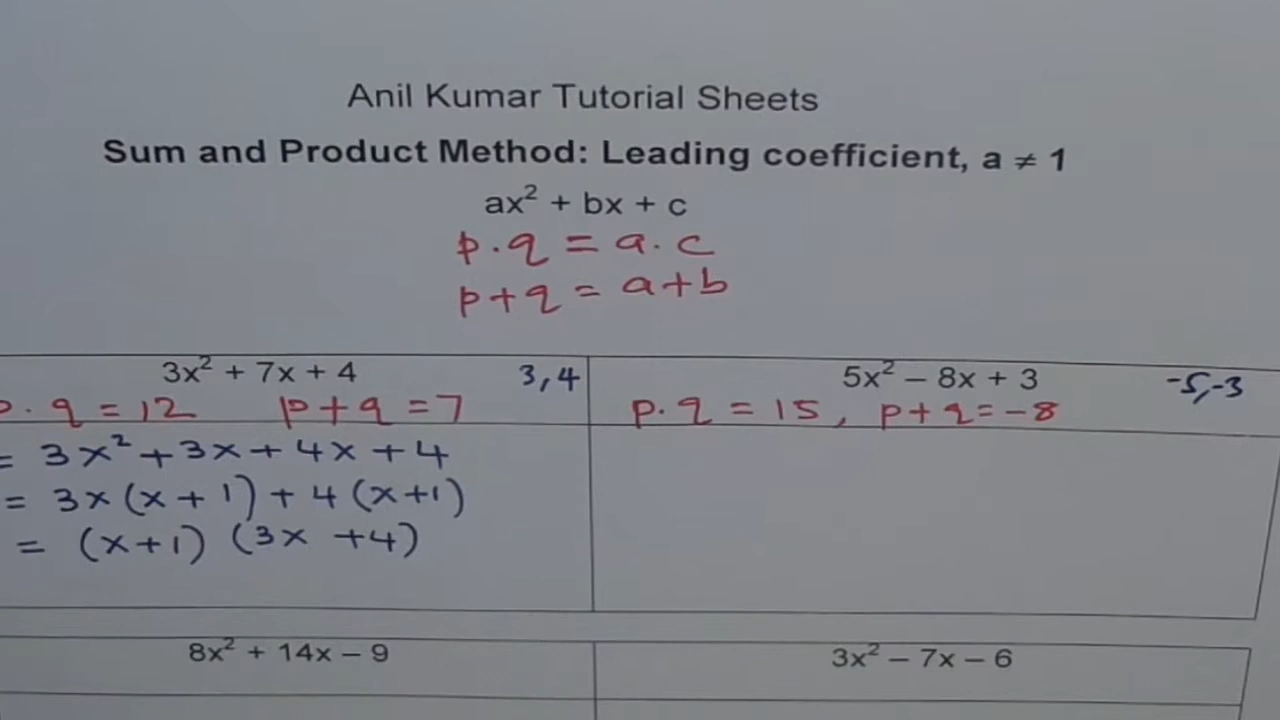 Anil Kumar Tutorial Sheets
Sum and Product Method: Leading coefficient, a ≠ 1
ax² + bx + c
p·q = a·c
p+q = a+b
3x² + 7x + 4 3,4
p·q = 12 p+q = 7
= 3x² + 3x + 4x + 4
= 3x(x+1) + 4(x+1)
= (x+1)(3x+4)
5x² – 8x + 3 -5,-3
p·q = 15, p+q = -8
8x² + 14x – 9
3x² – 7x – 6